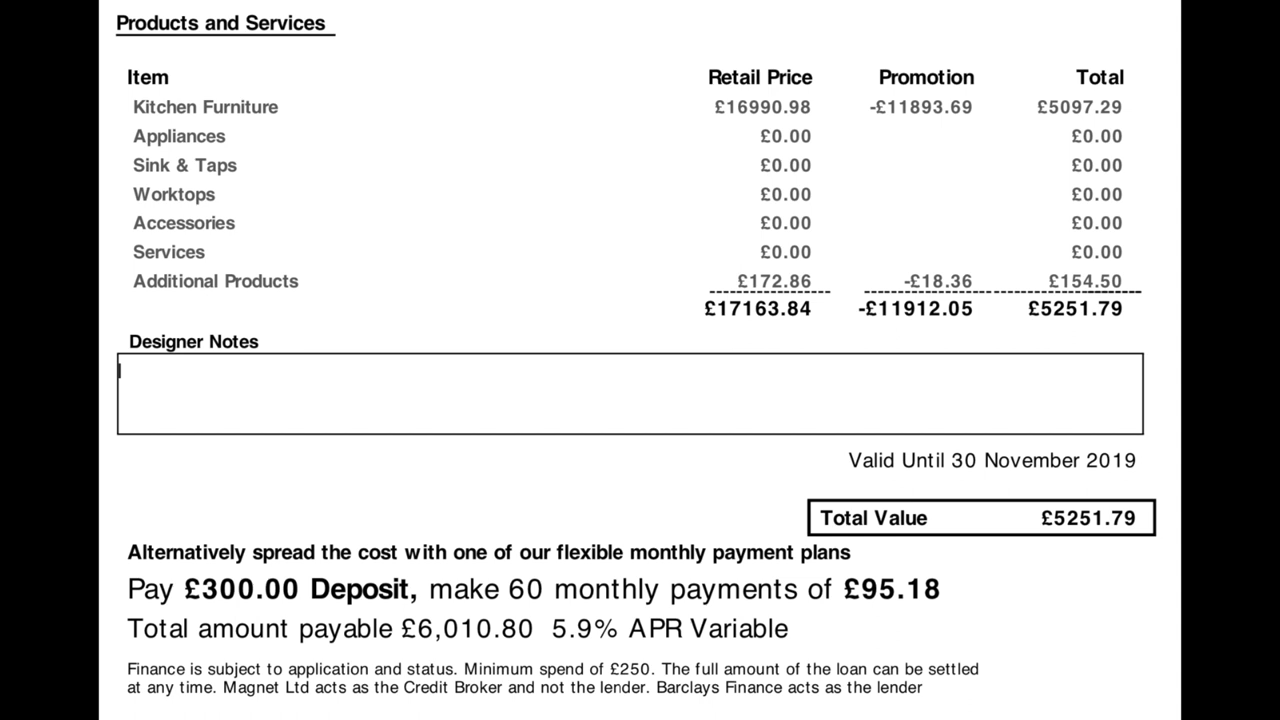 Products and Services
Item Retail Price Promotion Total
Kitchen Furniture £16990.98 -£11893.69 £5097.29
Appliances £0.00 £0.00
Sink & Taps £0.00 £0.00
Worktops £0.00 £0.00
Accessories £0.00 £0.00
Services £0.00 £0.00
Additional Products £172.86 -£18.36 £154.50
£17163.84 -£11912.05 £5251.79
Designer Notes
Valid Until 30 November 2019
Total Value £5251.79
Alternatively spread the cost with one of our flexible monthly payment plans
Pay £300.00 Deposit, make 60 monthly payments of £95.18
Total amount payable £6,010.80 5.9% APR Variable
Finance is subject to application and status. Minimum spend of £250. The full amount of the loan can be settled
at any time. Magnet Ltd acts as the Credit Broker and not the lender. Barclays Finance acts as the lender